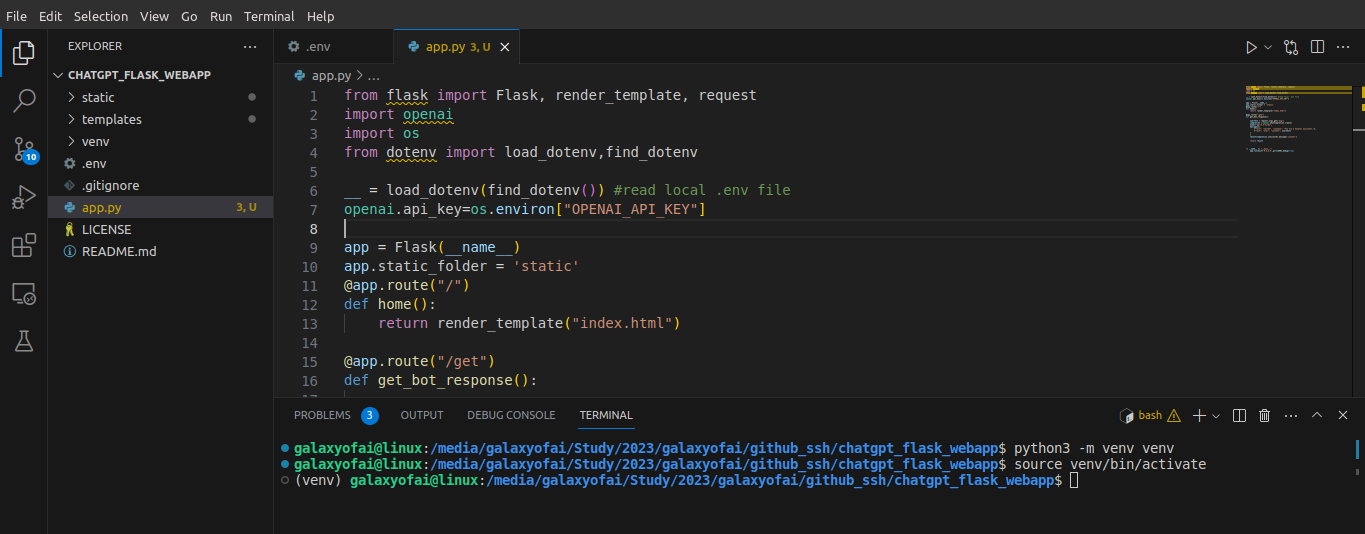 File Edit Selection View Go Run Terminal Help
EXPLORER ...
CHATGPT_FLASK_WEBAPP
static
templates
venv
.env
.gitignore
app.py 3, U
LICENSE
README.md
10
.env app.py 3, U
app.py > ...
1 from flask import Flask, render_template, request
2 import openai
3 import os
4 from dotenv import load_dotenv,find_dotenv
5
6 __ = load_dotenv(find_dotenv()) #read local .env file
7 openai.api_key=os.environ["OPENAI_API_KEY"]
8
9 app = Flask(__name__)
10 app.static_folder = 'static'
11 @app.route("/")
12 def home():
13 return render_template("index.html")
14
15 @app.route("/get")
16 def get_bot_response():
PROBLEMS 3 OUTPUT DEBUG CONSOLE TERMINAL bash
galaxyofai@linux:/media/galaxyofai/Study/2023/galaxyofai/github_ssh/chatgpt_flask_webapp$ python3 -m venv venv
galaxyofai@linux:/media/galaxyofai/Study/2023/galaxyofai/github_ssh/chatgpt_flask_webapp$ source venv/bin/activate
(venv) galaxyofai@linux:/media/galaxyofai/Study/2023/galaxyofai/github_ssh/chatgpt_flask_webapp$